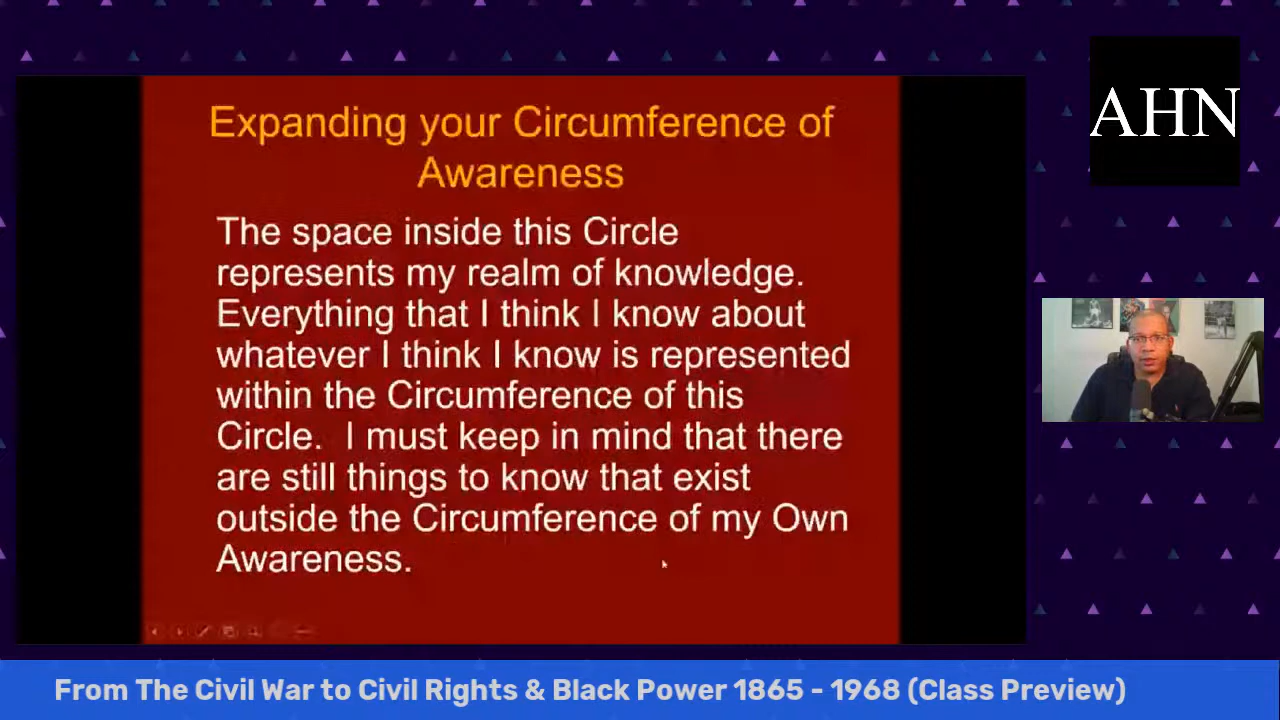 Expanding your Circumference of
Awareness
The space inside this Circle
represents my realm of knowledge.
Everything that I think I know about
whatever I think I know is represented
within the Circumference of this
Circle.  I must keep in mind that there
are still things to know that exist
outside the Circumference of my Own
Awareness.
AHN
From The Civil War to Civil Rights & Black Power 1865 - 1968 (Class Preview)